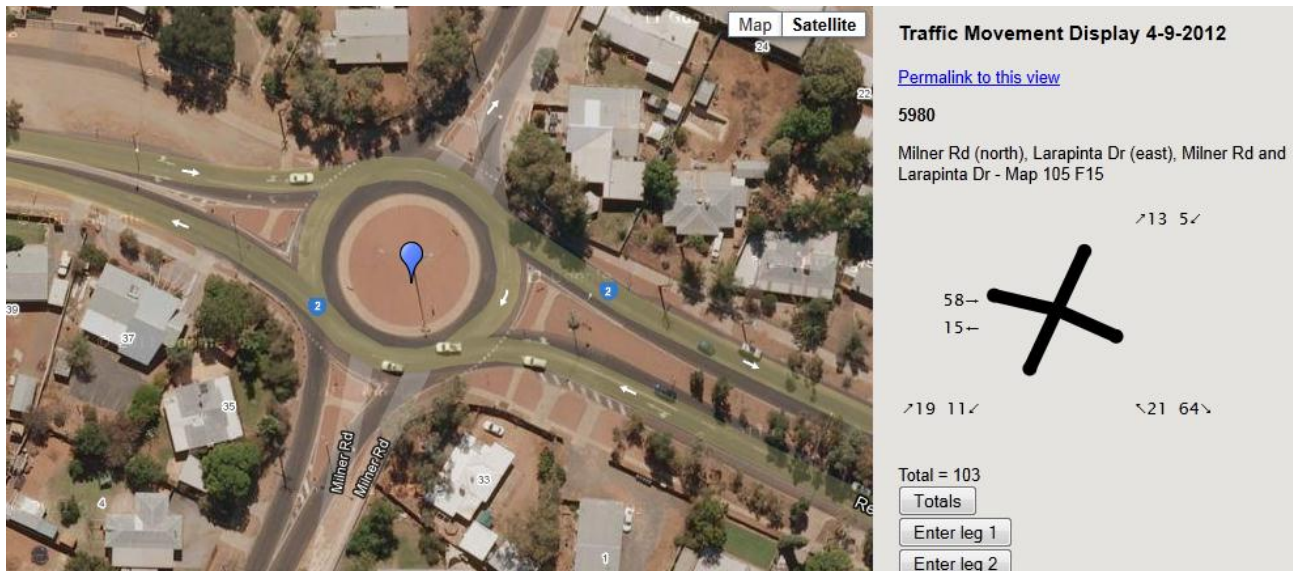 Map Satellite
24
22
39
2
2
37
35
Milner Rd
Milner Rd
33
4
1
1
Re
Traffic Movement Display 4-9-2012
Permalink to this view
5980
Milner Rd (north), Larapinta Dr (east), Milner Rd and
Larapinta Dr - Map 105 F15
↗13 5↙
58→
15←
↗19 11↙
↖21 64↘
Total = 103
Totals
Enter leg 1
Enter leg 2